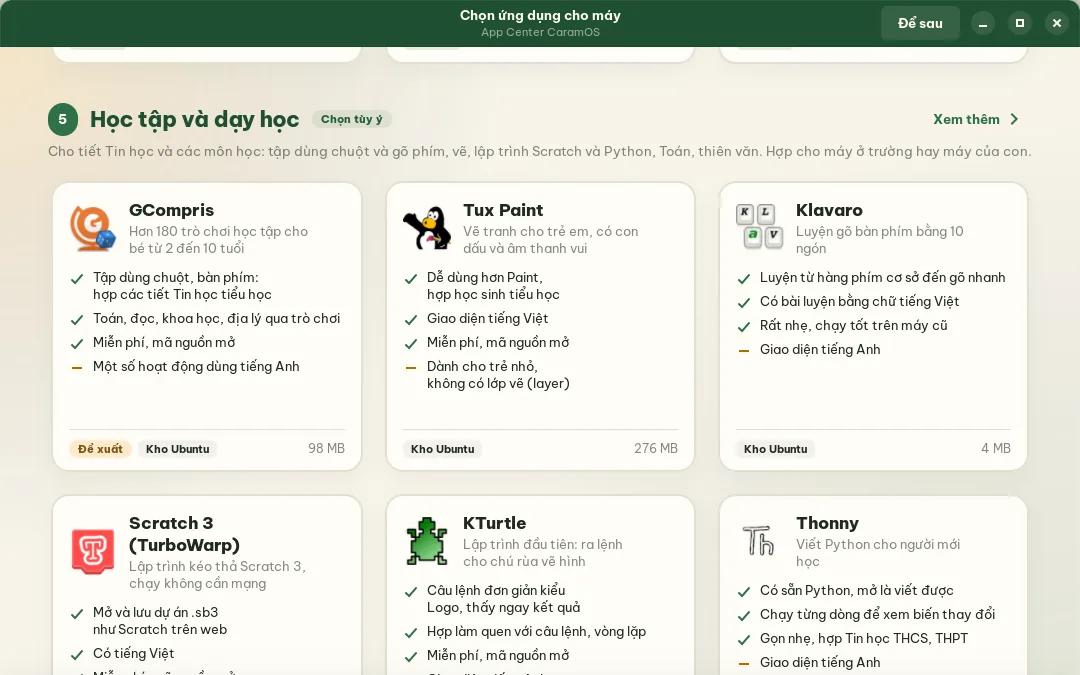 Chọn ứng dụng cho máy
App Center CaramOS
Để sau
5
Học tập và dạy học
Chọn tùy ý
Xem thêm
Cho tiết Tin học và các môn học: tập dùng chuột và gõ phím, vẽ, lập trình Scratch và Python, Toán, thiên văn. Hợp cho máy ở trường hay máy của con.
GCompris
Hơn 180 trò chơi học tập cho
bé từ 2 đến 10 tuổi
Tập dùng chuột, bàn phím:
hợp các tiết Tin học tiểu học
Toán, đọc, khoa học, địa lý qua trò chơi
Miễn phí, mã nguồn mở
Một số hoạt động dùng tiếng Anh
Đề xuất
Kho Ubuntu
98 MB
Tux Paint
Vẽ tranh cho trẻ em, có con
dấu và âm thanh vui
Dễ dùng hơn Paint,
hợp học sinh tiểu học
Giao diện tiếng Việt
Miễn phí, mã nguồn mở
Dành cho trẻ nhỏ,
không có lớp vẽ (layer)
Kho Ubuntu
276 MB
K L
a v
Klavaro
Luyện gõ bàn phím bằng 10
ngón
Luyện từ hàng phím cơ sở đến gõ nhanh
Có bài luyện bằng chữ tiếng Việt
Rất nhẹ, chạy tốt trên máy cũ
Giao diện tiếng Anh
Kho Ubuntu
4 MB
Scratch 3
(TurboWarp)
Lập trình kéo thả Scratch 3,
chạy không cần mạng
Mở và lưu dự án .sb3
như Scratch trên web
Có tiếng Việt
KTurtle
Lập trình đầu tiên: ra lệnh
cho chú rùa vẽ hình
Câu lệnh đơn giản kiểu
Logo, thấy ngay kết quả
Hợp làm quen với câu lệnh, vòng lặp
Miễn phí, mã nguồn mở
Th
Thonny
Viết Python cho người mới
học
Có sẵn Python, mở là viết được
Chạy từng dòng để xem biến thay đổi
Gọn nhẹ, hợp Tin học THCS, THPT
Giao diện tiếng Anh